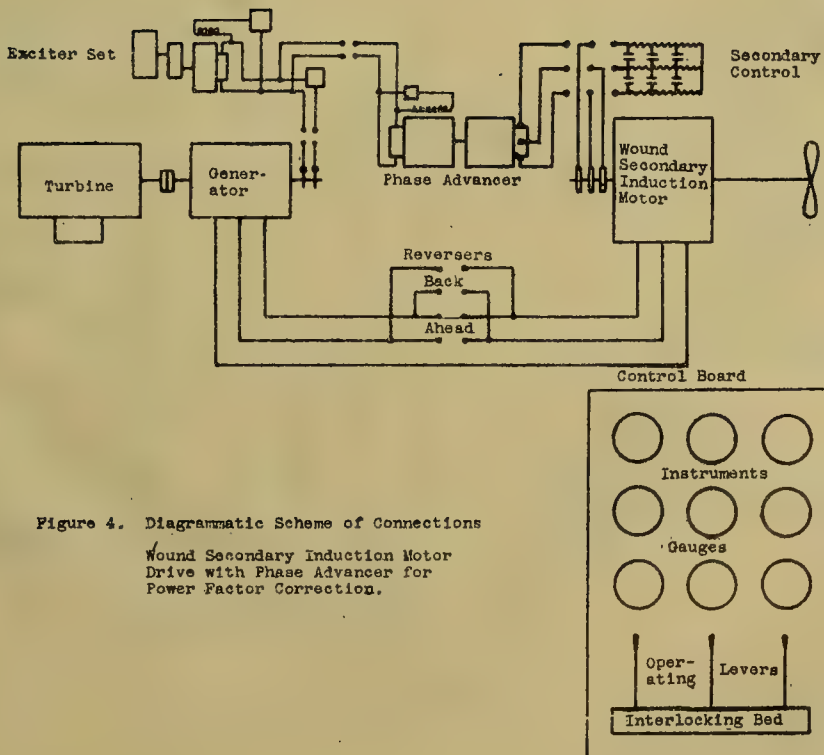 Exciter Set
Secondary
Control
Turbine
Gener-
ator
Phase Advancer
Wound
Secondary
Induction
Motor
Reversers
Back
Ahead
Control Board
Instruments
Gauges
Oper-
ating
Levers
Interlocking Bed
Figure 4. Diagrammatic Scheme of Connections
Wound Secondary Induction Motor
Drive with Phase Advancer for
Power Factor Correction.